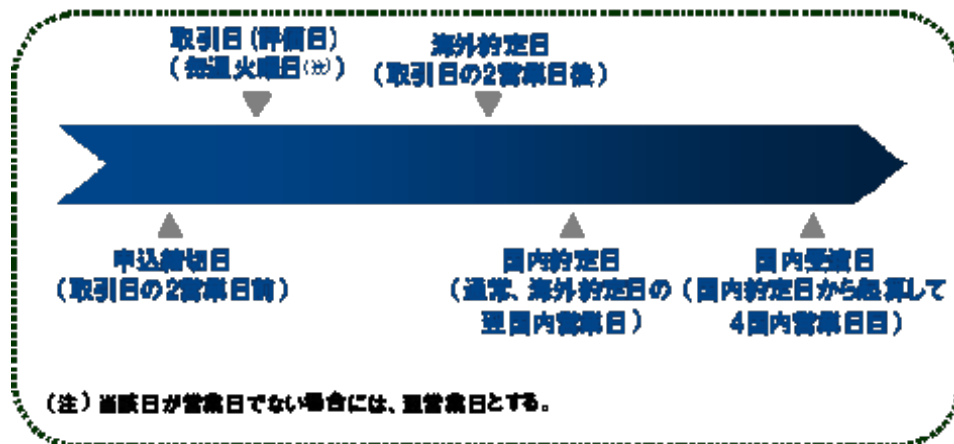 取引日(評価日)
(毎週火曜日(注))
海外約定日
(取引日の2営業日後)
申込締切日
(取引日の2営業日前)
国内約定日
(通常、海外約定日の
翌国内営業日)
国内受渡日
(国内約定日から起算して
4国内営業日目)
(注)当該日が営業日でない場合には、翌営業日とする。